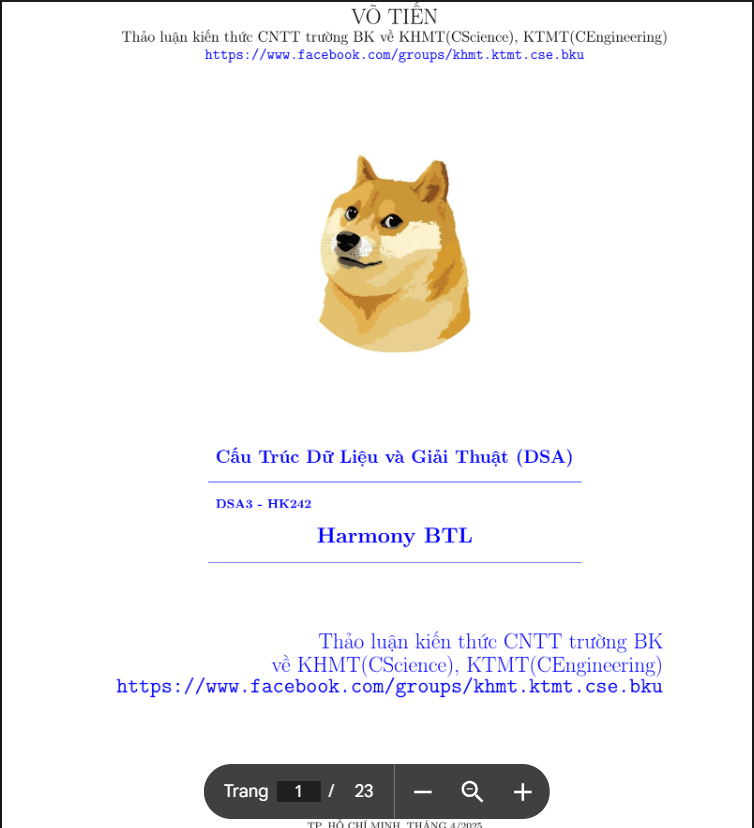 VÕ TIẾN
Thảo luận kiến thức CNTT trường BK về KHMT(CScience), KTMT(CEngineering)
https://www.facebook.com/groups/khmt.ktmt.cse.bku
Cấu Trúc Dữ Liệu và Giải Thuật (DSA)
DSA3 - HK242
Harmony BTL
Thảo luận kiến thức CNTT trường BK
về KHMT(CScience), KTMT(CEngineering)
https://www.facebook.com/groups/khmt.ktmt.cse.bku
Trang 1 / 23
TP. HỒ CHÍ MINH, THÁNG 4/2025